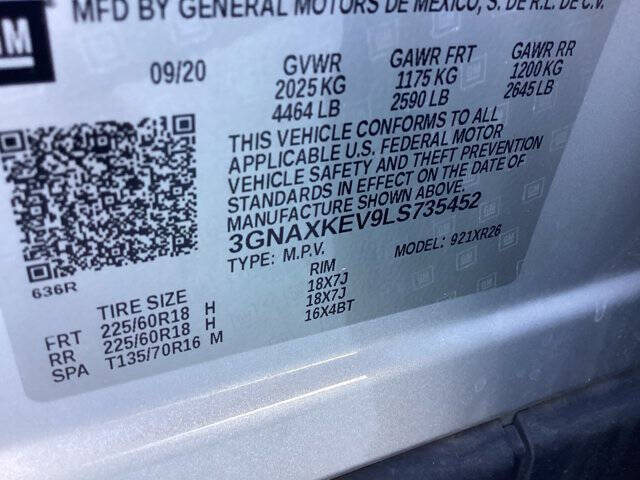 MFD BY GENERAL MOTORS DE MEXICO, S. DE R.L. DE C.V.
GM
09/20 GVWR GAWR FRT GAWR RR
2025 KG 1175 KG 1200 KG
4464 LB 2590 LB 2645 LB
THIS VEHICLE CONFORMS TO ALL
APPLICABLE U.S. FEDERAL MOTOR
VEHICLE SAFETY AND THEFT PREVENTION
STANDARDS IN EFFECT ON THE DATE OF
MANUFACTURE SHOWN ABOVE.
3GNAXKEV9LS735452
TYPE: M.P.V. MODEL: 921XR26
636R
TIRE SIZE RIM
FRT 225/60R18 H 18X7J
RR 225/60R18 H 18X7J
SPA T135/70R16 M 16X4BT